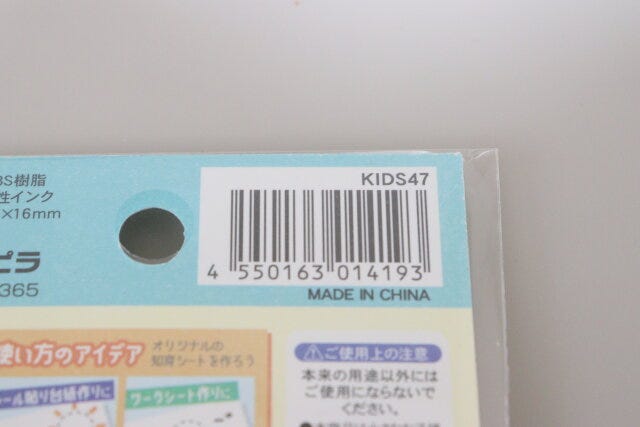 KIDS47
BS樹脂
性インク
×16mm
ピラ
365
4 550163 014193
MADE IN CHINA
使い方のアイデア
オリジナルの
知育シートを作ろう
ール貼り台紙作りに
ワークシート作りに
ご使用上の注意
本来の用途以外には
ご使用にならないで
ください。